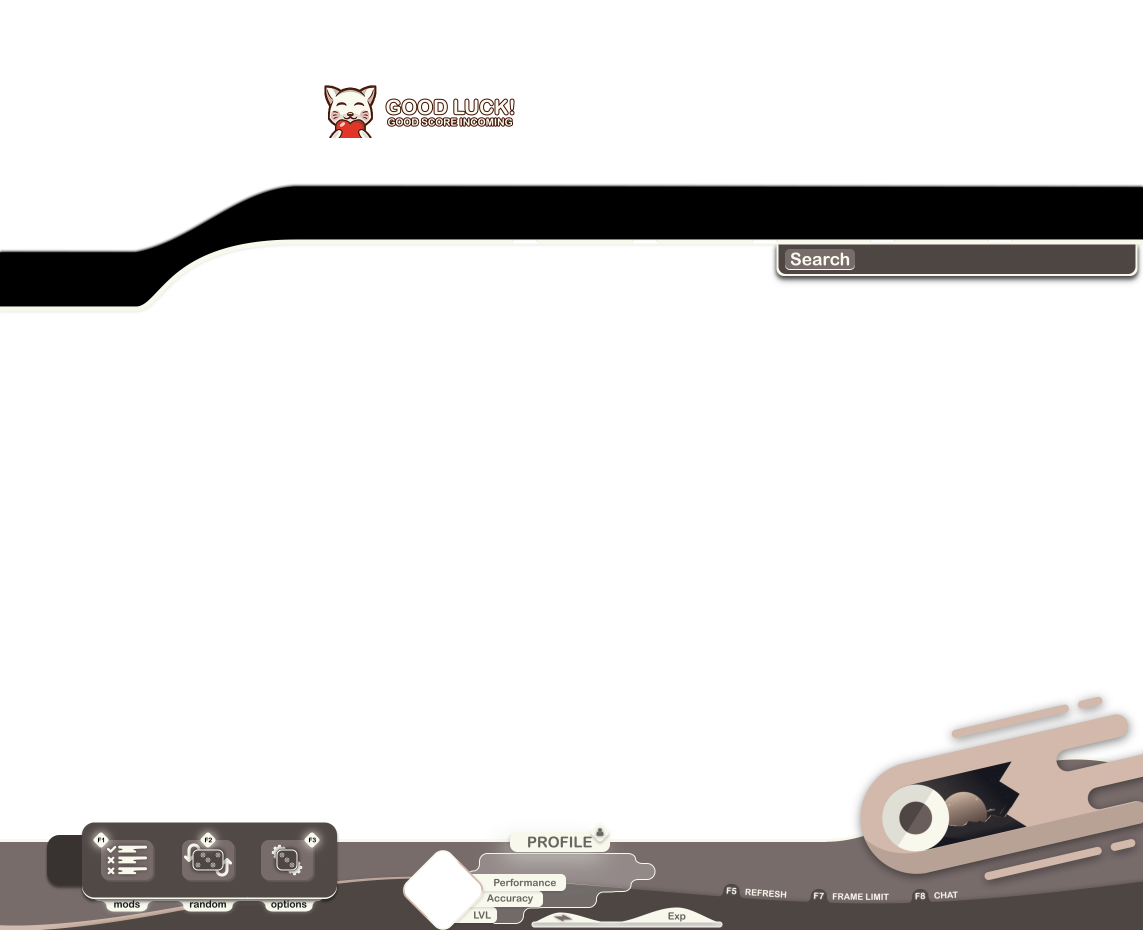 GOOD LUCK!
GOOD SCORE INCOMING
Search
F1
F2
F3
mods
random
options
PROFILE
Performance
Accuracy
LVL
Exp
F5 REFRESH
F7 FRAME LIMIT
F8 CHAT